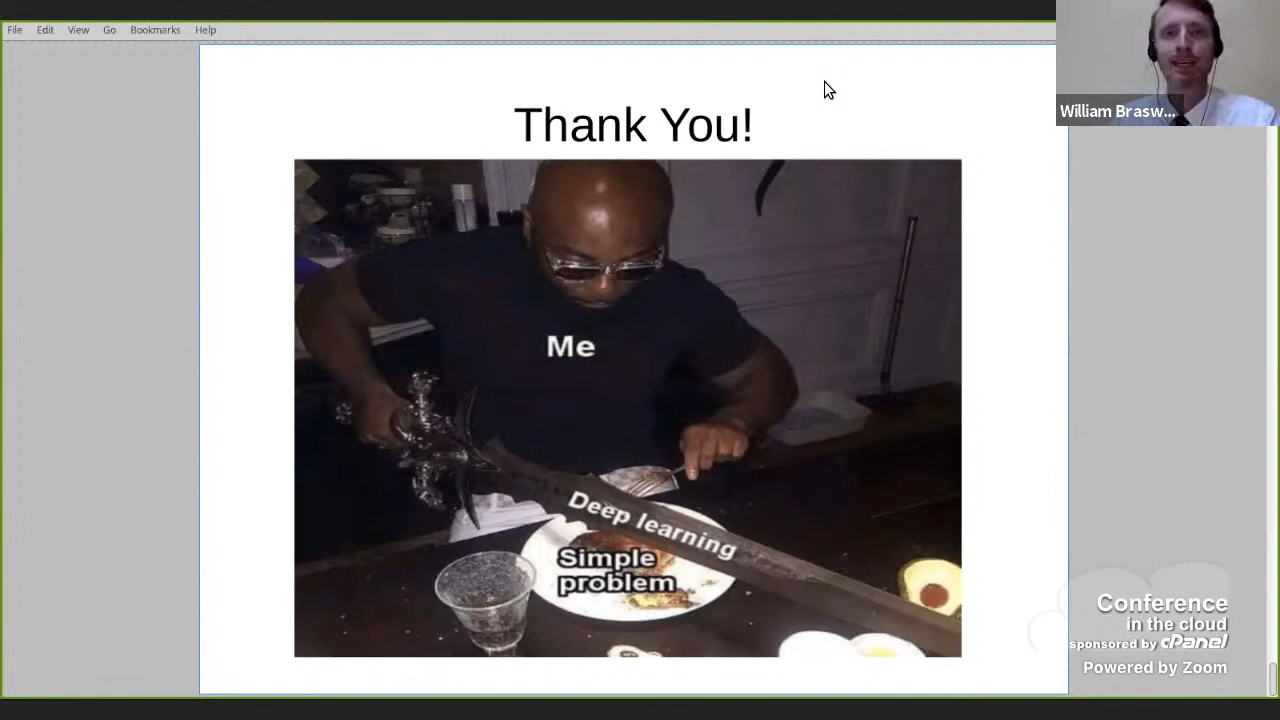 File Edit View Go Bookmarks Help
William Brasw...
Thank You!
Me
Deep learning
Simple
problem
Conference
in the cloud
sponsored by cPanel
Powered by Zoom